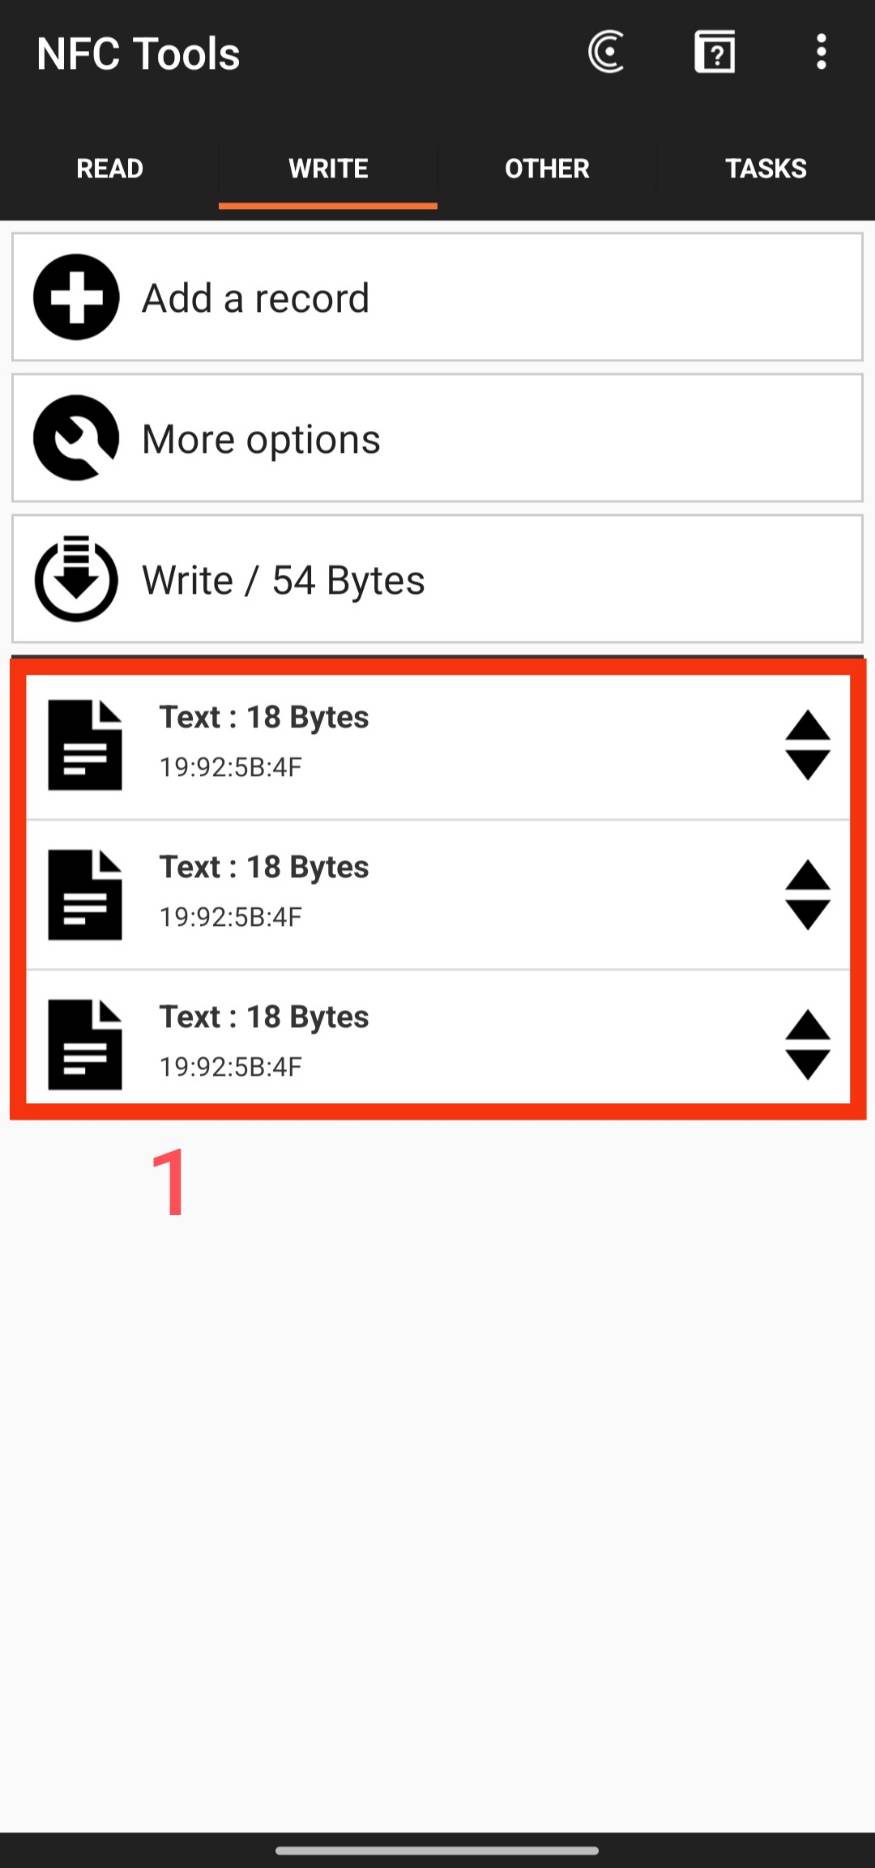 NFC Tools
READ WRITE OTHER TASKS
Add a record
More options
Write / 54 Bytes
Text : 18 Bytes
19:92:5B:4F
Text : 18 Bytes
19:92:5B:4F
Text : 18 Bytes
19:92:5B:4F
1